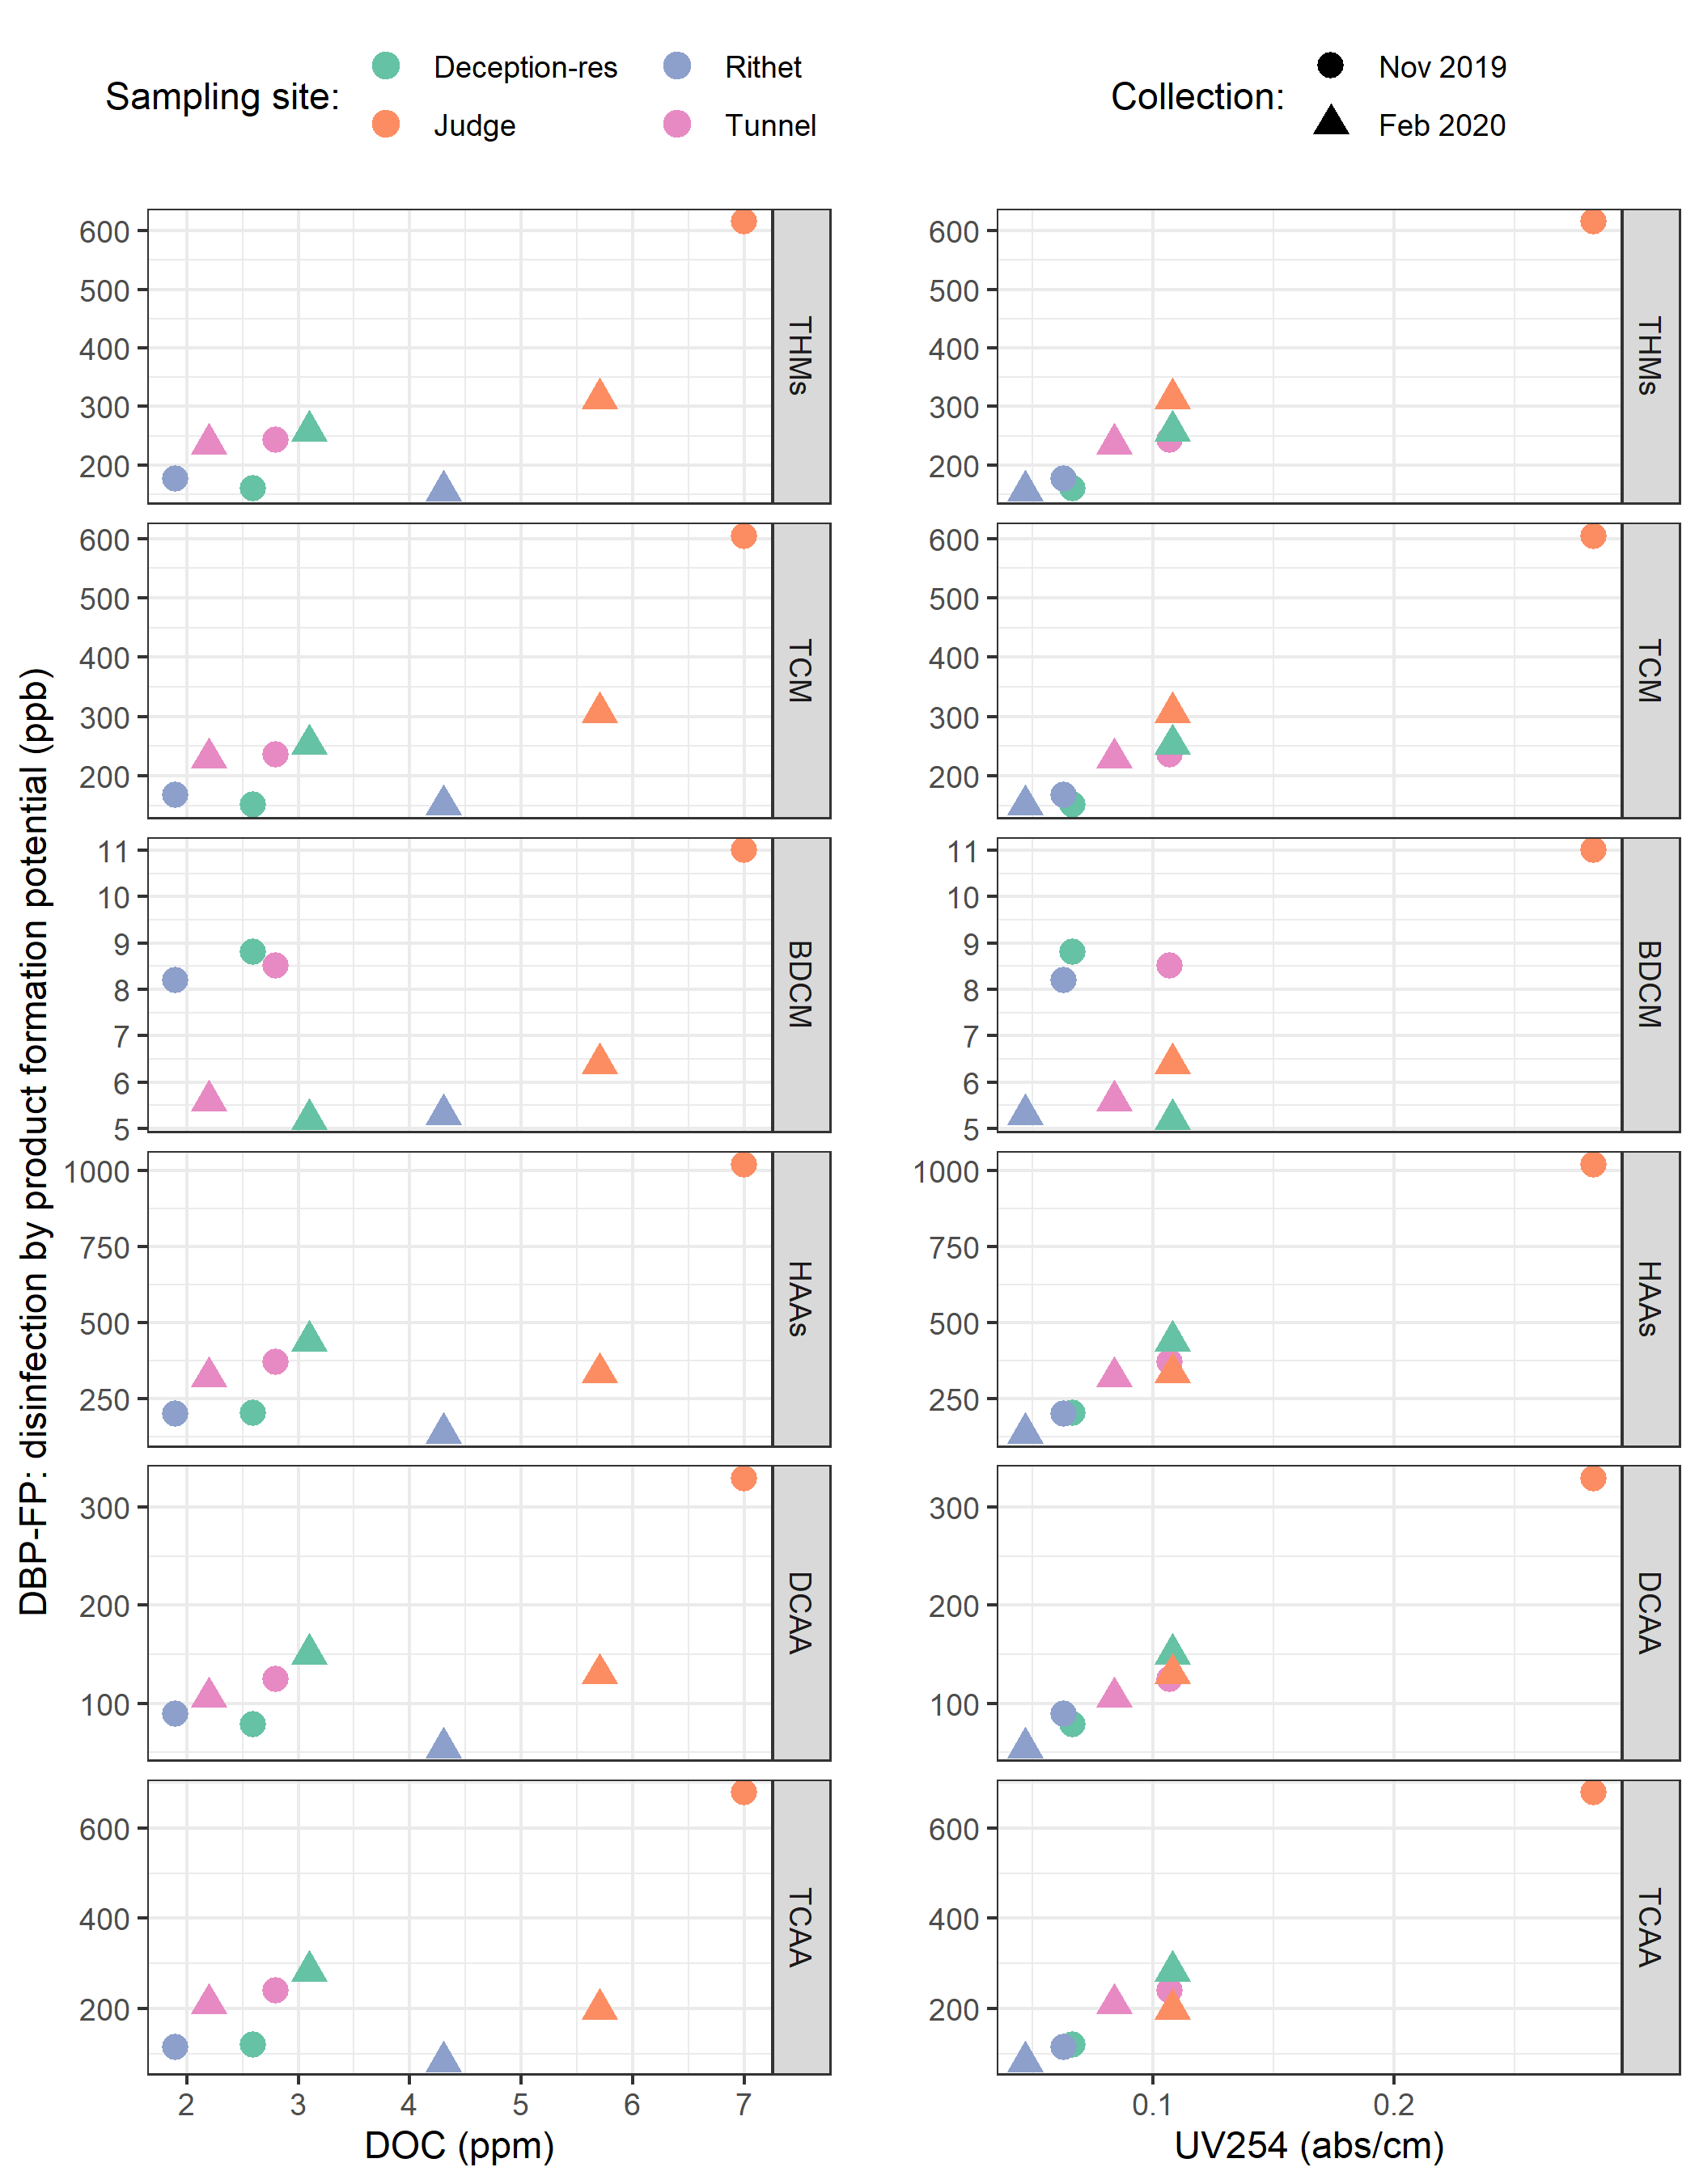 Sampling site:
Deception-res
Rithet
Judge
Tunnel
Collection:
Nov 2019
Feb 2020
DBP-FP: disinfection by product formation potential (ppb)
600
500
400
300
200
THMs
600
500
400
300
200
THMs
600
500
400
300
200
TCM
600
500
400
300
200
TCM
11
10
9
8
7
6
5
BDCM
11
10
9
8
7
6
5
BDCM
1000
750
500
250
HAAs
1000
750
500
250
HAAs
300
200
100
DCAA
300
200
100
DCAA
600
400
200
TCAA
600
400
200
TCAA
2 3 4 5 6 7
DOC (ppm)
0.1 0.2
UV254 (abs/cm)